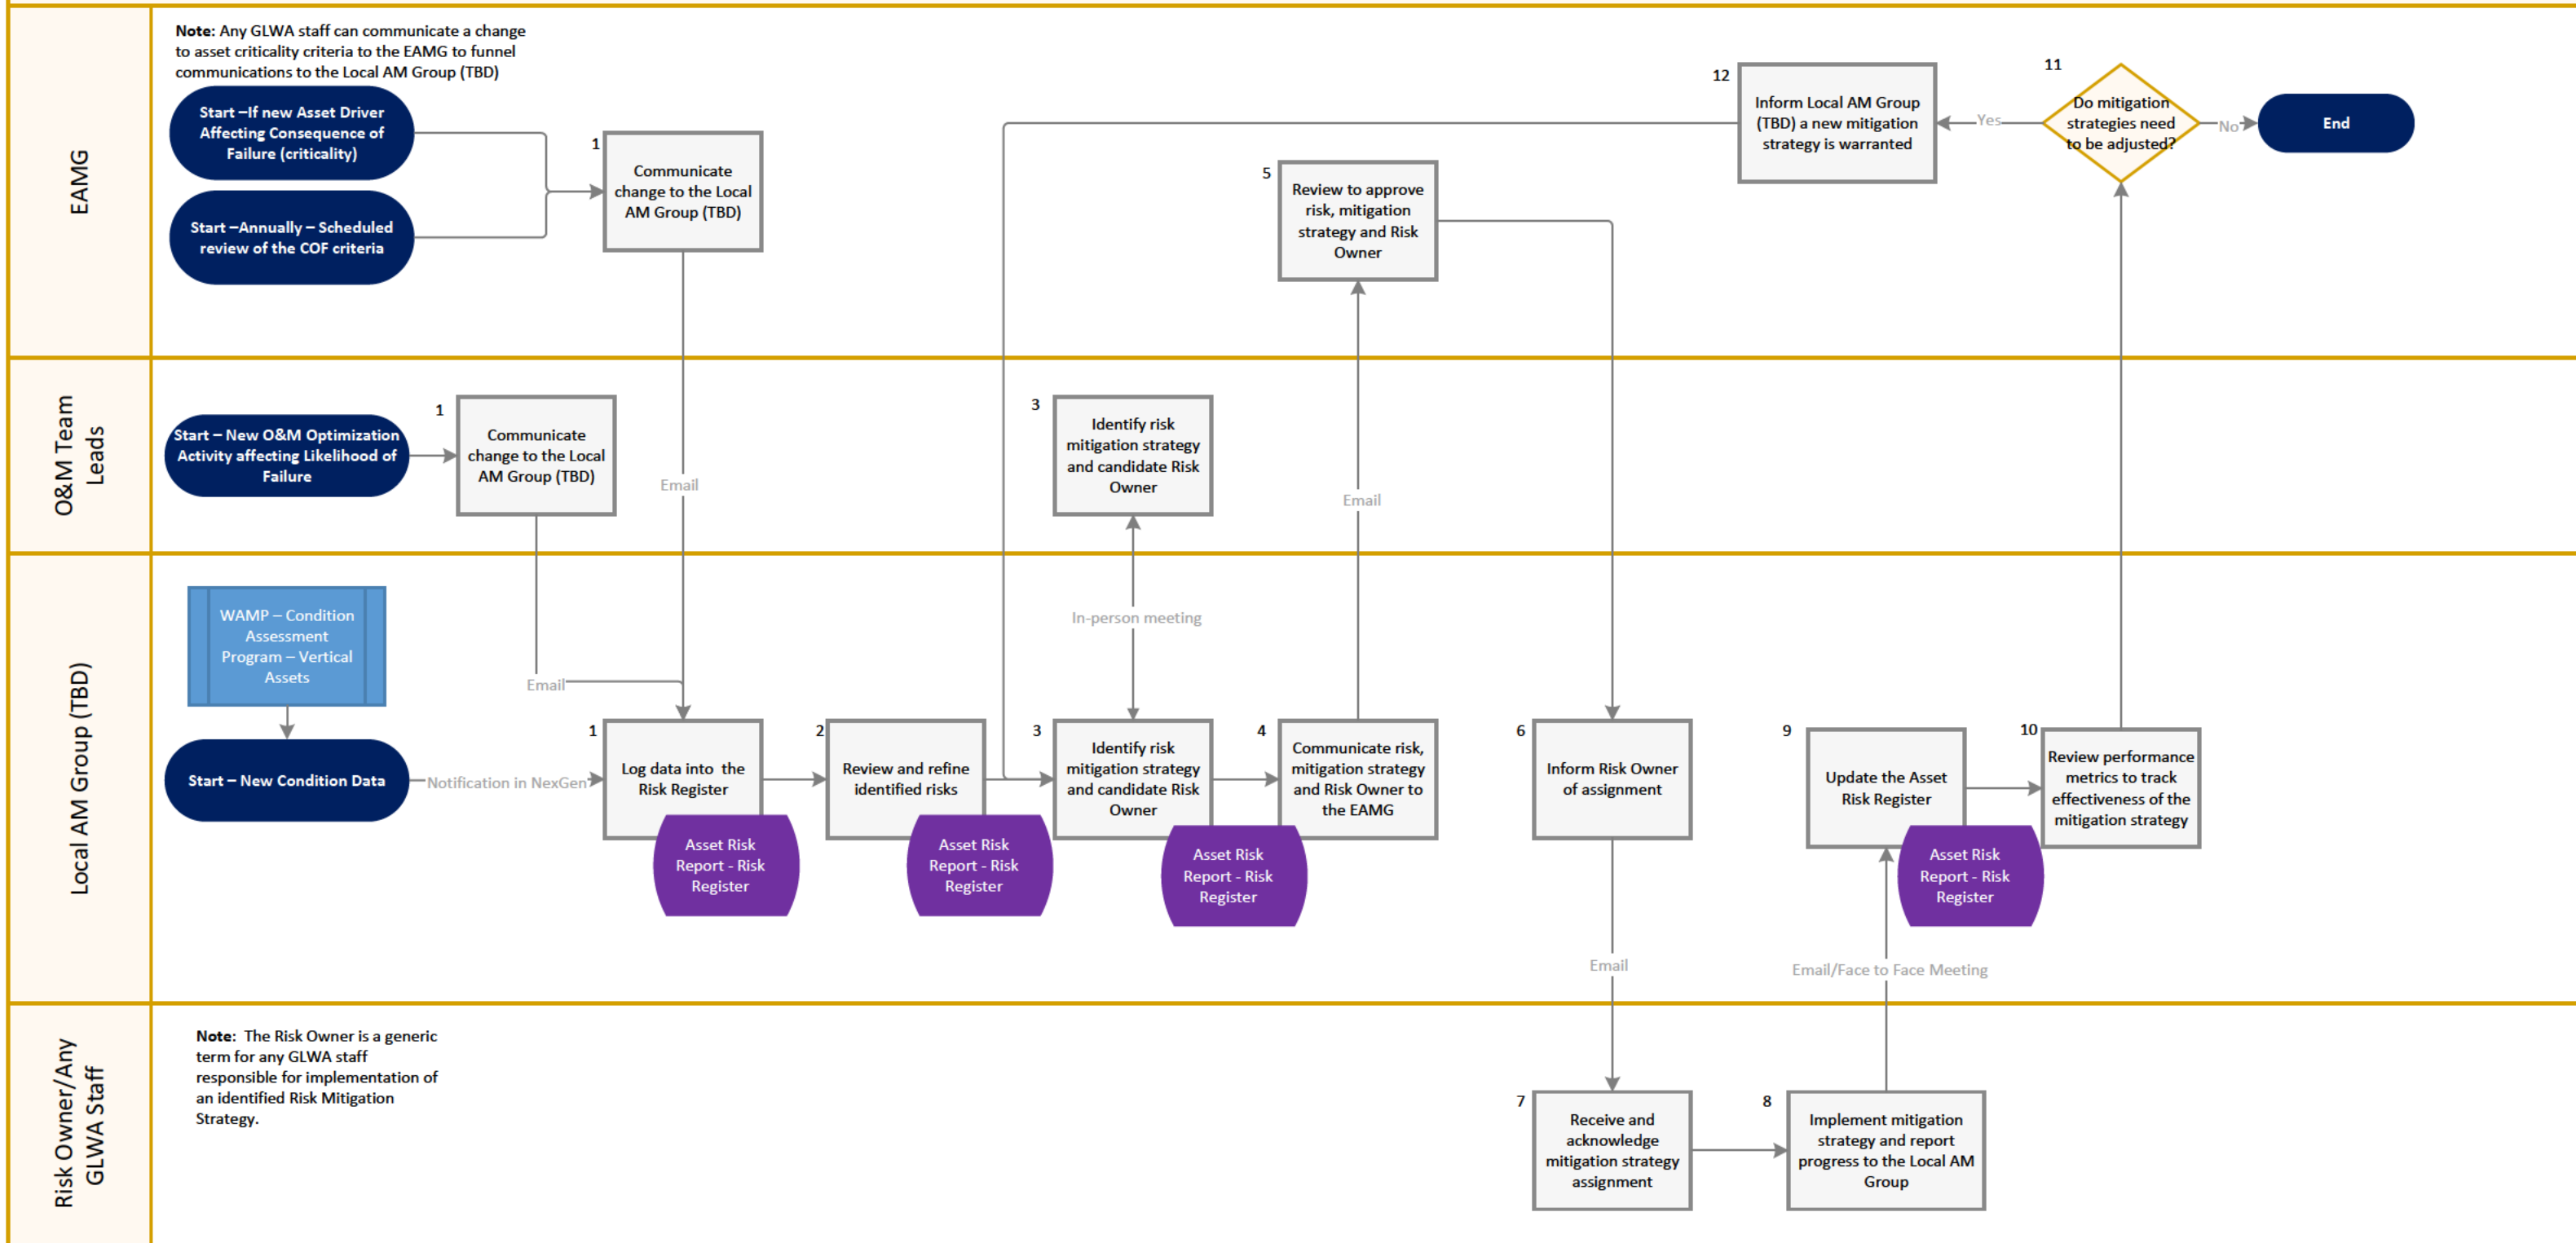 EAMG
Note: Any GLWA staff can communicate a change
to asset criticality criteria to the EAMG to funnel
communications to the Local AM Group (TBD)
Start –If new Asset Driver
Affecting Consequence of
Failure (criticality)
Start –Annually – Scheduled
review of the COF criteria
1
Communicate
change to the Local
AM Group (TBD)
5
Review to approve
risk, mitigation
strategy and Risk
Owner
12
Inform Local AM Group
(TBD) a new mitigation
strategy is warranted
Yes
11
Do mitigation
strategies need
to be adjusted?
No
End
O&M Team
Leads
Start – New O&M Optimization
Activity affecting Likelihood of
Failure
1
Communicate
change to the Local
AM Group (TBD)
Email
3
Identify risk
mitigation strategy
and candidate Risk
Owner
Email
Local AM Group (TBD)
WAMP – Condition
Assessment
Program – Vertical
Assets
Start – New Condition Data
Notification in NexGen
Email
In-person meeting
1
Log data into the
Risk Register
Asset Risk
Report - Risk
Register
2
Review and refine
identified risks
Asset Risk
Report - Risk
Register
3
Identify risk
mitigation strategy
and candidate Risk
Owner
Asset Risk
Report - Risk
Register
4
Communicate risk,
mitigation strategy
and Risk Owner to
the EAMG
6
Inform Risk Owner
of assignment
Email
9
Update the Asset
Risk Register
Asset Risk
Report - Risk
Register
10
Review performance
metrics to track
effectiveness of the
mitigation strategy
Email/Face to Face Meeting
Risk Owner/Any
GLWA Staff
Note: The Risk Owner is a generic
term for any GLWA staff
responsible for implementation of
an identified Risk Mitigation
Strategy.
7
Receive and
acknowledge
mitigation strategy
assignment
8
Implement mitigation
strategy and report
progress to the Local AM
Group